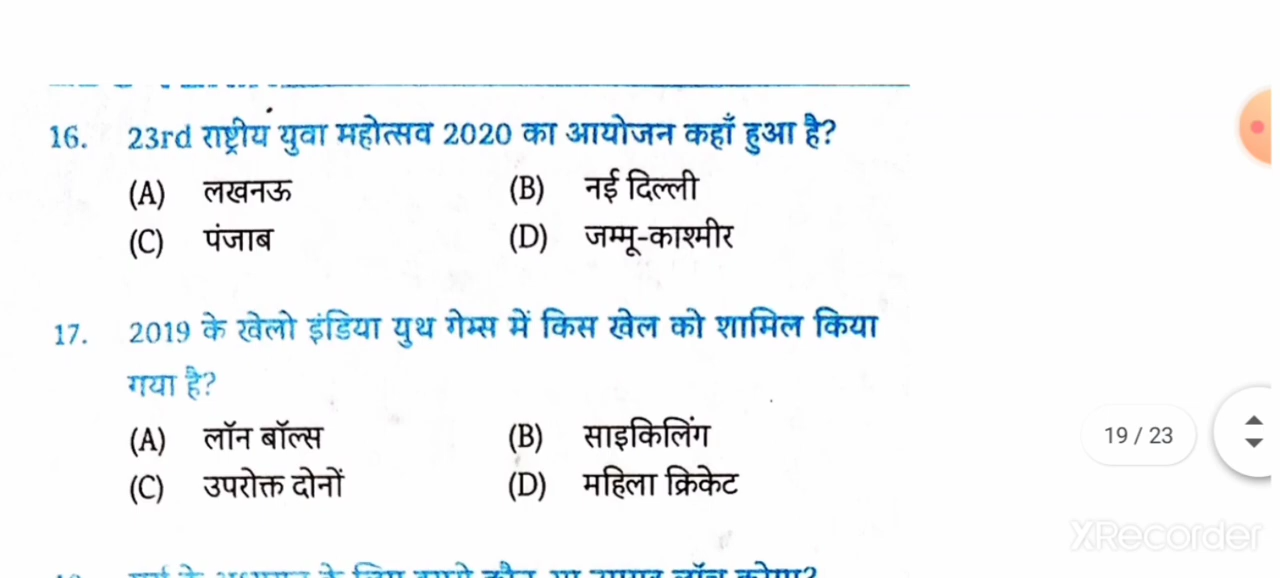 16. 23rd राष्ट्रीय युवा महोत्सव 2020 का आयोजन कहाँ हुआ है?
(A) लखनऊ (B) नई दिल्ली
(C) पंजाब (D) जम्मू-काश्मीर
17. 2019 के खेलो इंडिया युथ गेम्स में किस खेल को शामिल किया
गया है?
(A) लॉन बॉल्स (B) साइकिलिंग
19 / 23
(C) उपरोक्त दोनों (D) महिला क्रिकेट
XRecorder